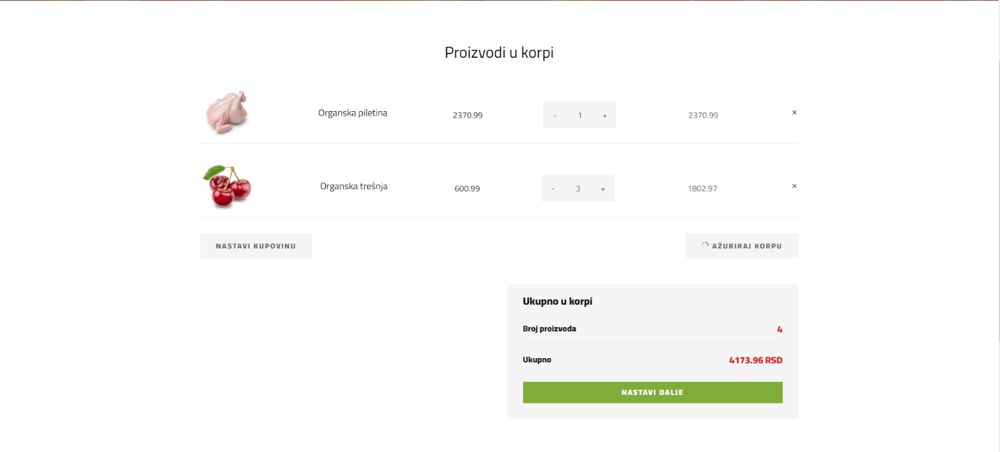 Proizvodi u korpi
Organska piletina 2370.99 - 1 + 2370.99 ×
Organska trešnja 600.99 - 3 + 1802.97 ×
NASTAVI KUPOVINU AŽURIRAJ KORPU
Ukupno u korpi
Broj proizvoda 4
Ukupno 4173.96 RSD
NASTAVI DALJE